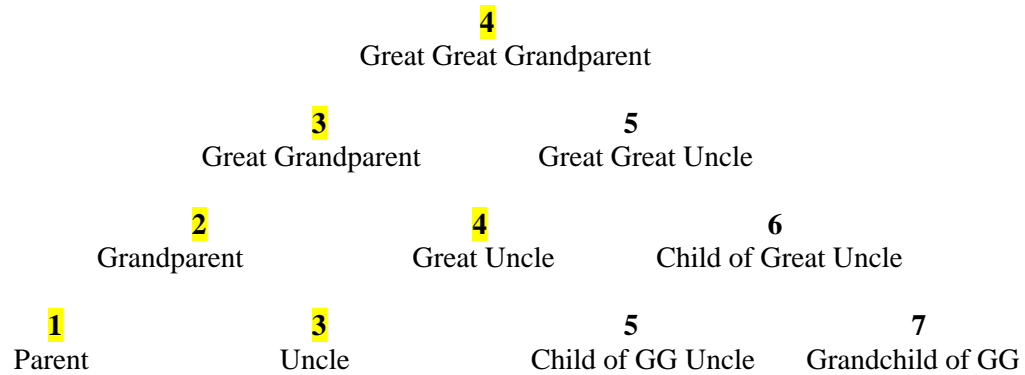 4
Great Great Grandparent
3 5
Great Grandparent Great Great Uncle
2 4 6
Grandparent Great Uncle Child of Great Uncle
1 3 5 7
Parent Uncle Child of GG Uncle Grandchild of GG